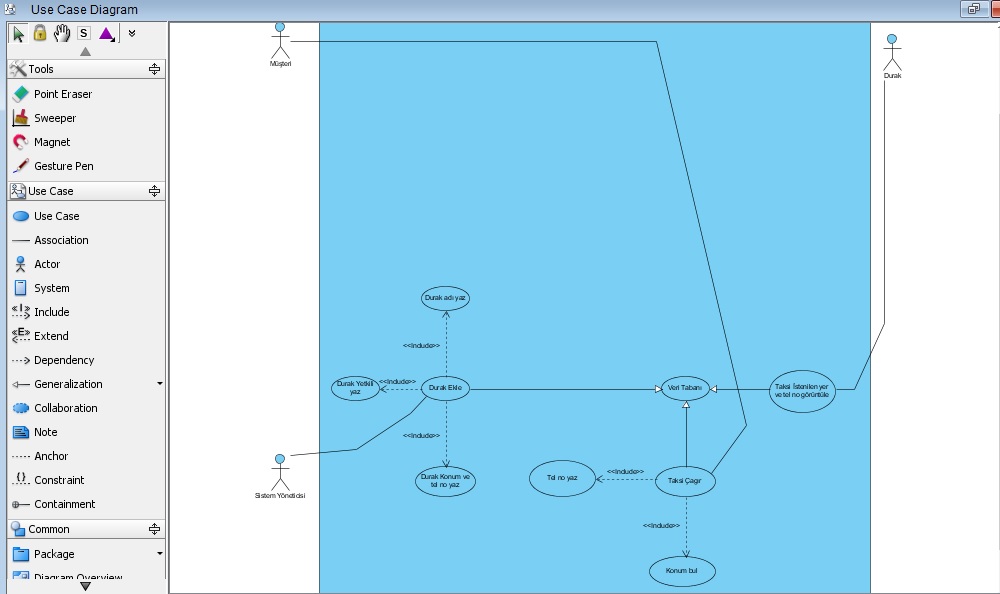 Use Case Diagram
S
Tools
Point Eraser
Sweeper
Magnet
Gesture Pen
Use Case
Use Case
Association
Actor
System
Include
Extend
Dependency
Generalization
Collaboration
Note
Anchor
Constraint
Containment
Common
Package
Diagram Overview
Müşteri
Durak
Durak adı yaz
<<Include>>
Durak Yetkili
yaz
<<Include>>
Durak Ekle
Veri Tabanı
Taksi İstenilen yer
ve tel no görüntüle
<<Include>>
Durak Konum ve
tel no yaz
Sistem Yöneticisi
Tel no yaz
<<Include>>
Taksi Çağır
<<Include>>
Konum bul